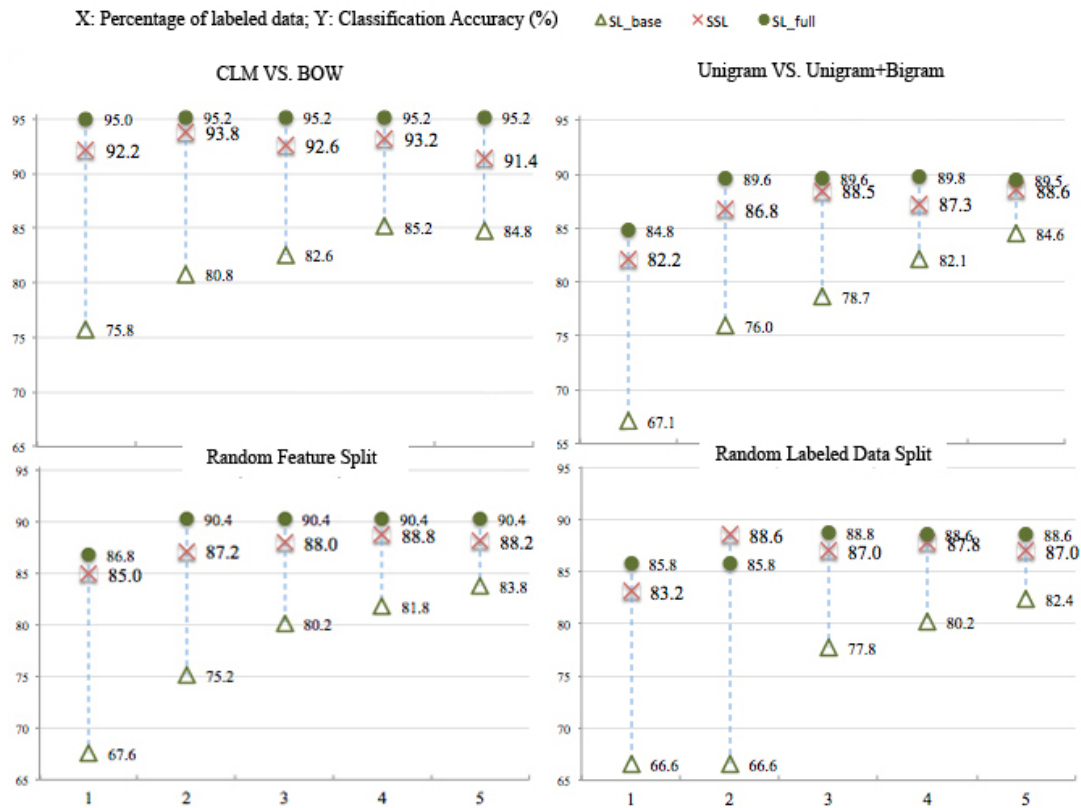 X: Percentage of labeled data; Y: Classification Accuracy (%) SL_base SSL SL_full
CLM VS. BOW
95 95.0 95.2 95.2 95.2 95.2
92.2 93.8 92.6 93.2 91.4
90
85 85.2 84.8
82.6
80 80.8
75 75.8
70
65
Unigram VS. Unigram+Bigram
95
90 89.6 89.6 89.8 89.5
86.8 88.5 87.3 88.6
85 84.8 84.6
82.2 82.1
80 78.7
75 76.0
70
67.1
65
Random Feature Split
95
90 90.4 90.4 90.4 90.4
86.8 87.2 88.0 88.8 88.2
85 85.0 83.8
80 80.2 81.8
75 75.2
70
67.6
65
1 2 3 4 5
Random Labeled Data Split
95
90 88.6 88.8 88.6 88.6
85.8 85.8 87.0 87.8 87.0
85 83.2 82.4
80 80.2
77.8
75
70
66.6 66.6
65
1 2 3 4 5